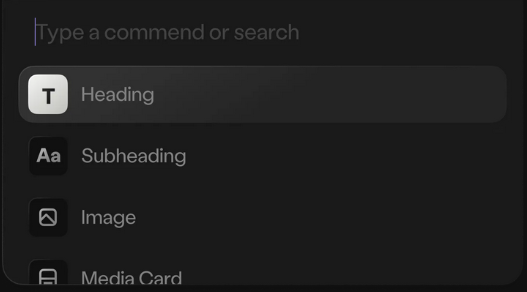 Type a commend or search
T Heading
Aa Subheading
Image
Media Card